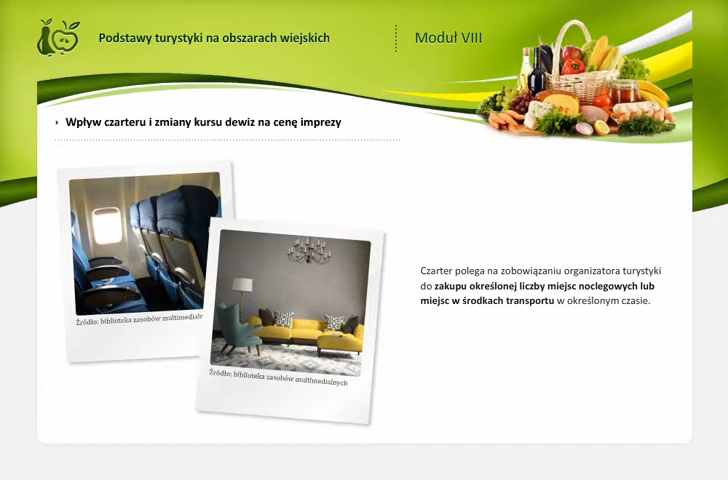 Podstawy turystyki na obszarach wiejskich
Moduł VIII
Wpływ czarteru i zmiany kursu dewiz na cenę imprezy
Źródło: biblioteka zasobów multimedialn
Źródło: biblioteka zasobów multimedialnych
Czarter polega na zobowiązaniu organizatora turystyki
do zakupu określonej liczby miejsc noclegowych lub
miejsc w środkach transportu w określonym czasie.